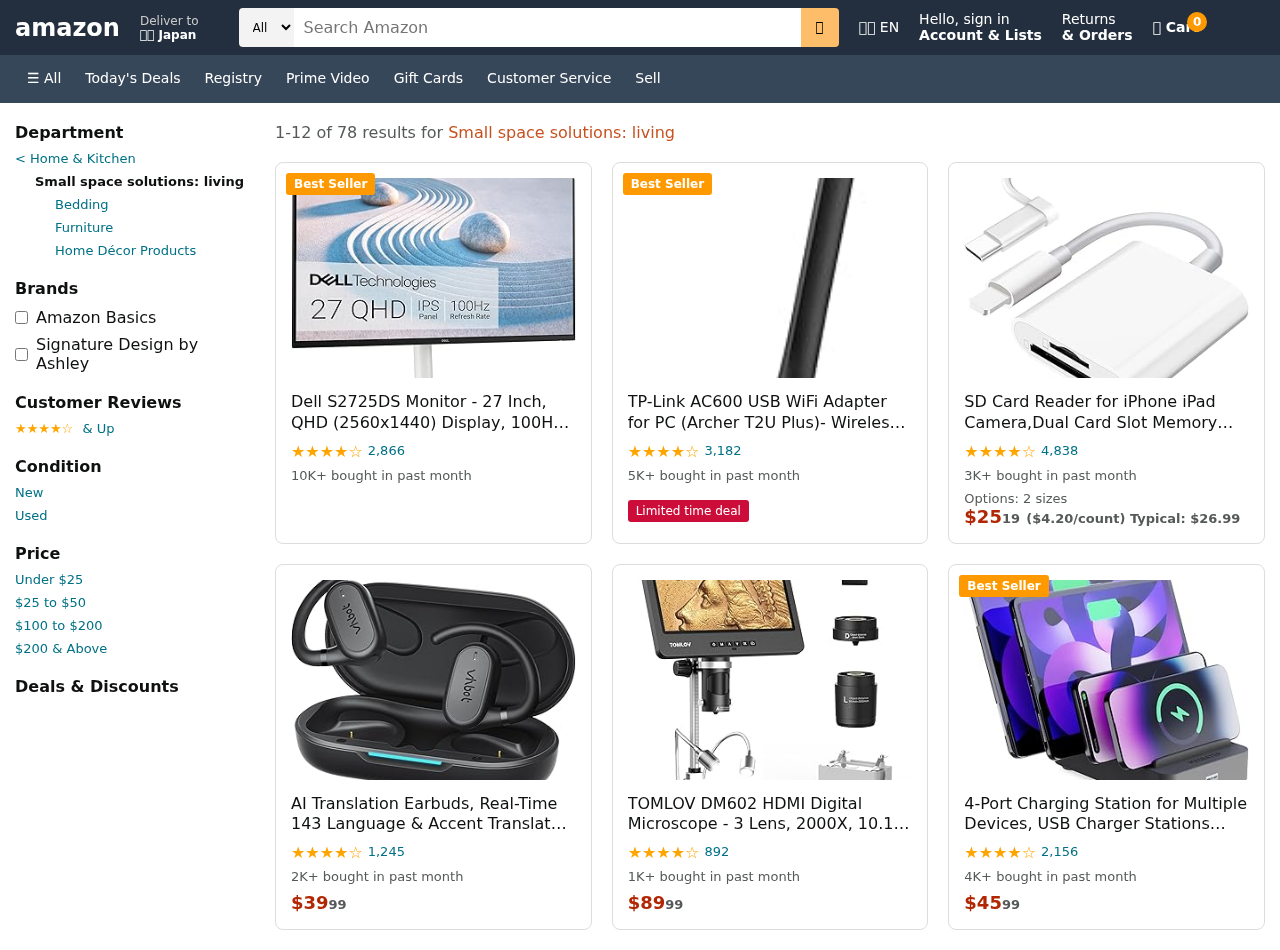 amazon
Deliver to
Japan
All
Search Amazon
EN
Hello, sign in
Account & Lists
Returns
& Orders
0
☰ All
Today's Deals
Registry
Prime Video
Gift Cards
Customer Service
Sell
Department
< Home & Kitchen
Small space solutions: living
Bedding
Furniture
Home Décor Products
Brands
Amazon Basics
Signature Design by
Ashley
Customer Reviews
★★★★☆ & Up
Condition
New
Used
Price
Under $25
$25 to $50
$100 to $200
$200 & Above
Deals & Discounts
1-12 of 78 results for Small space solutions: living
Best Seller
DELL Technologies
27 QHD
IPS
Panel
100Hz
Refresh Rate
Dell S2725DS Monitor - 27 Inch,
QHD (2560x1440) Display, 100H...
★★★★☆ 2,866
10K+ bought in past month
Best Seller
TP-Link AC600 USB WiFi Adapter
for PC (Archer T2U Plus)- Wireles...
★★★★☆ 3,182
5K+ bought in past month
Limited time deal
SD Card Reader for iPhone iPad
Camera,Dual Card Slot Memory...
★★★★☆ 4,838
3K+ bought in past month
Options: 2 sizes
$25 19 ($4.20/count) Typical: $26.99
AI Translation Earbuds, Real-Time
143 Language & Accent Translat...
★★★★☆ 1,245
2K+ bought in past month
$39 99
TOMLOV
TOMLOV DM602 HDMI Digital
Microscope - 3 Lens, 2000X, 10.1...
★★★★☆ 892
1K+ bought in past month
$89 99
Best Seller
4-Port Charging Station for Multiple
Devices, USB Charger Stations...
★★★★☆ 2,156
4K+ bought in past month
$45 99